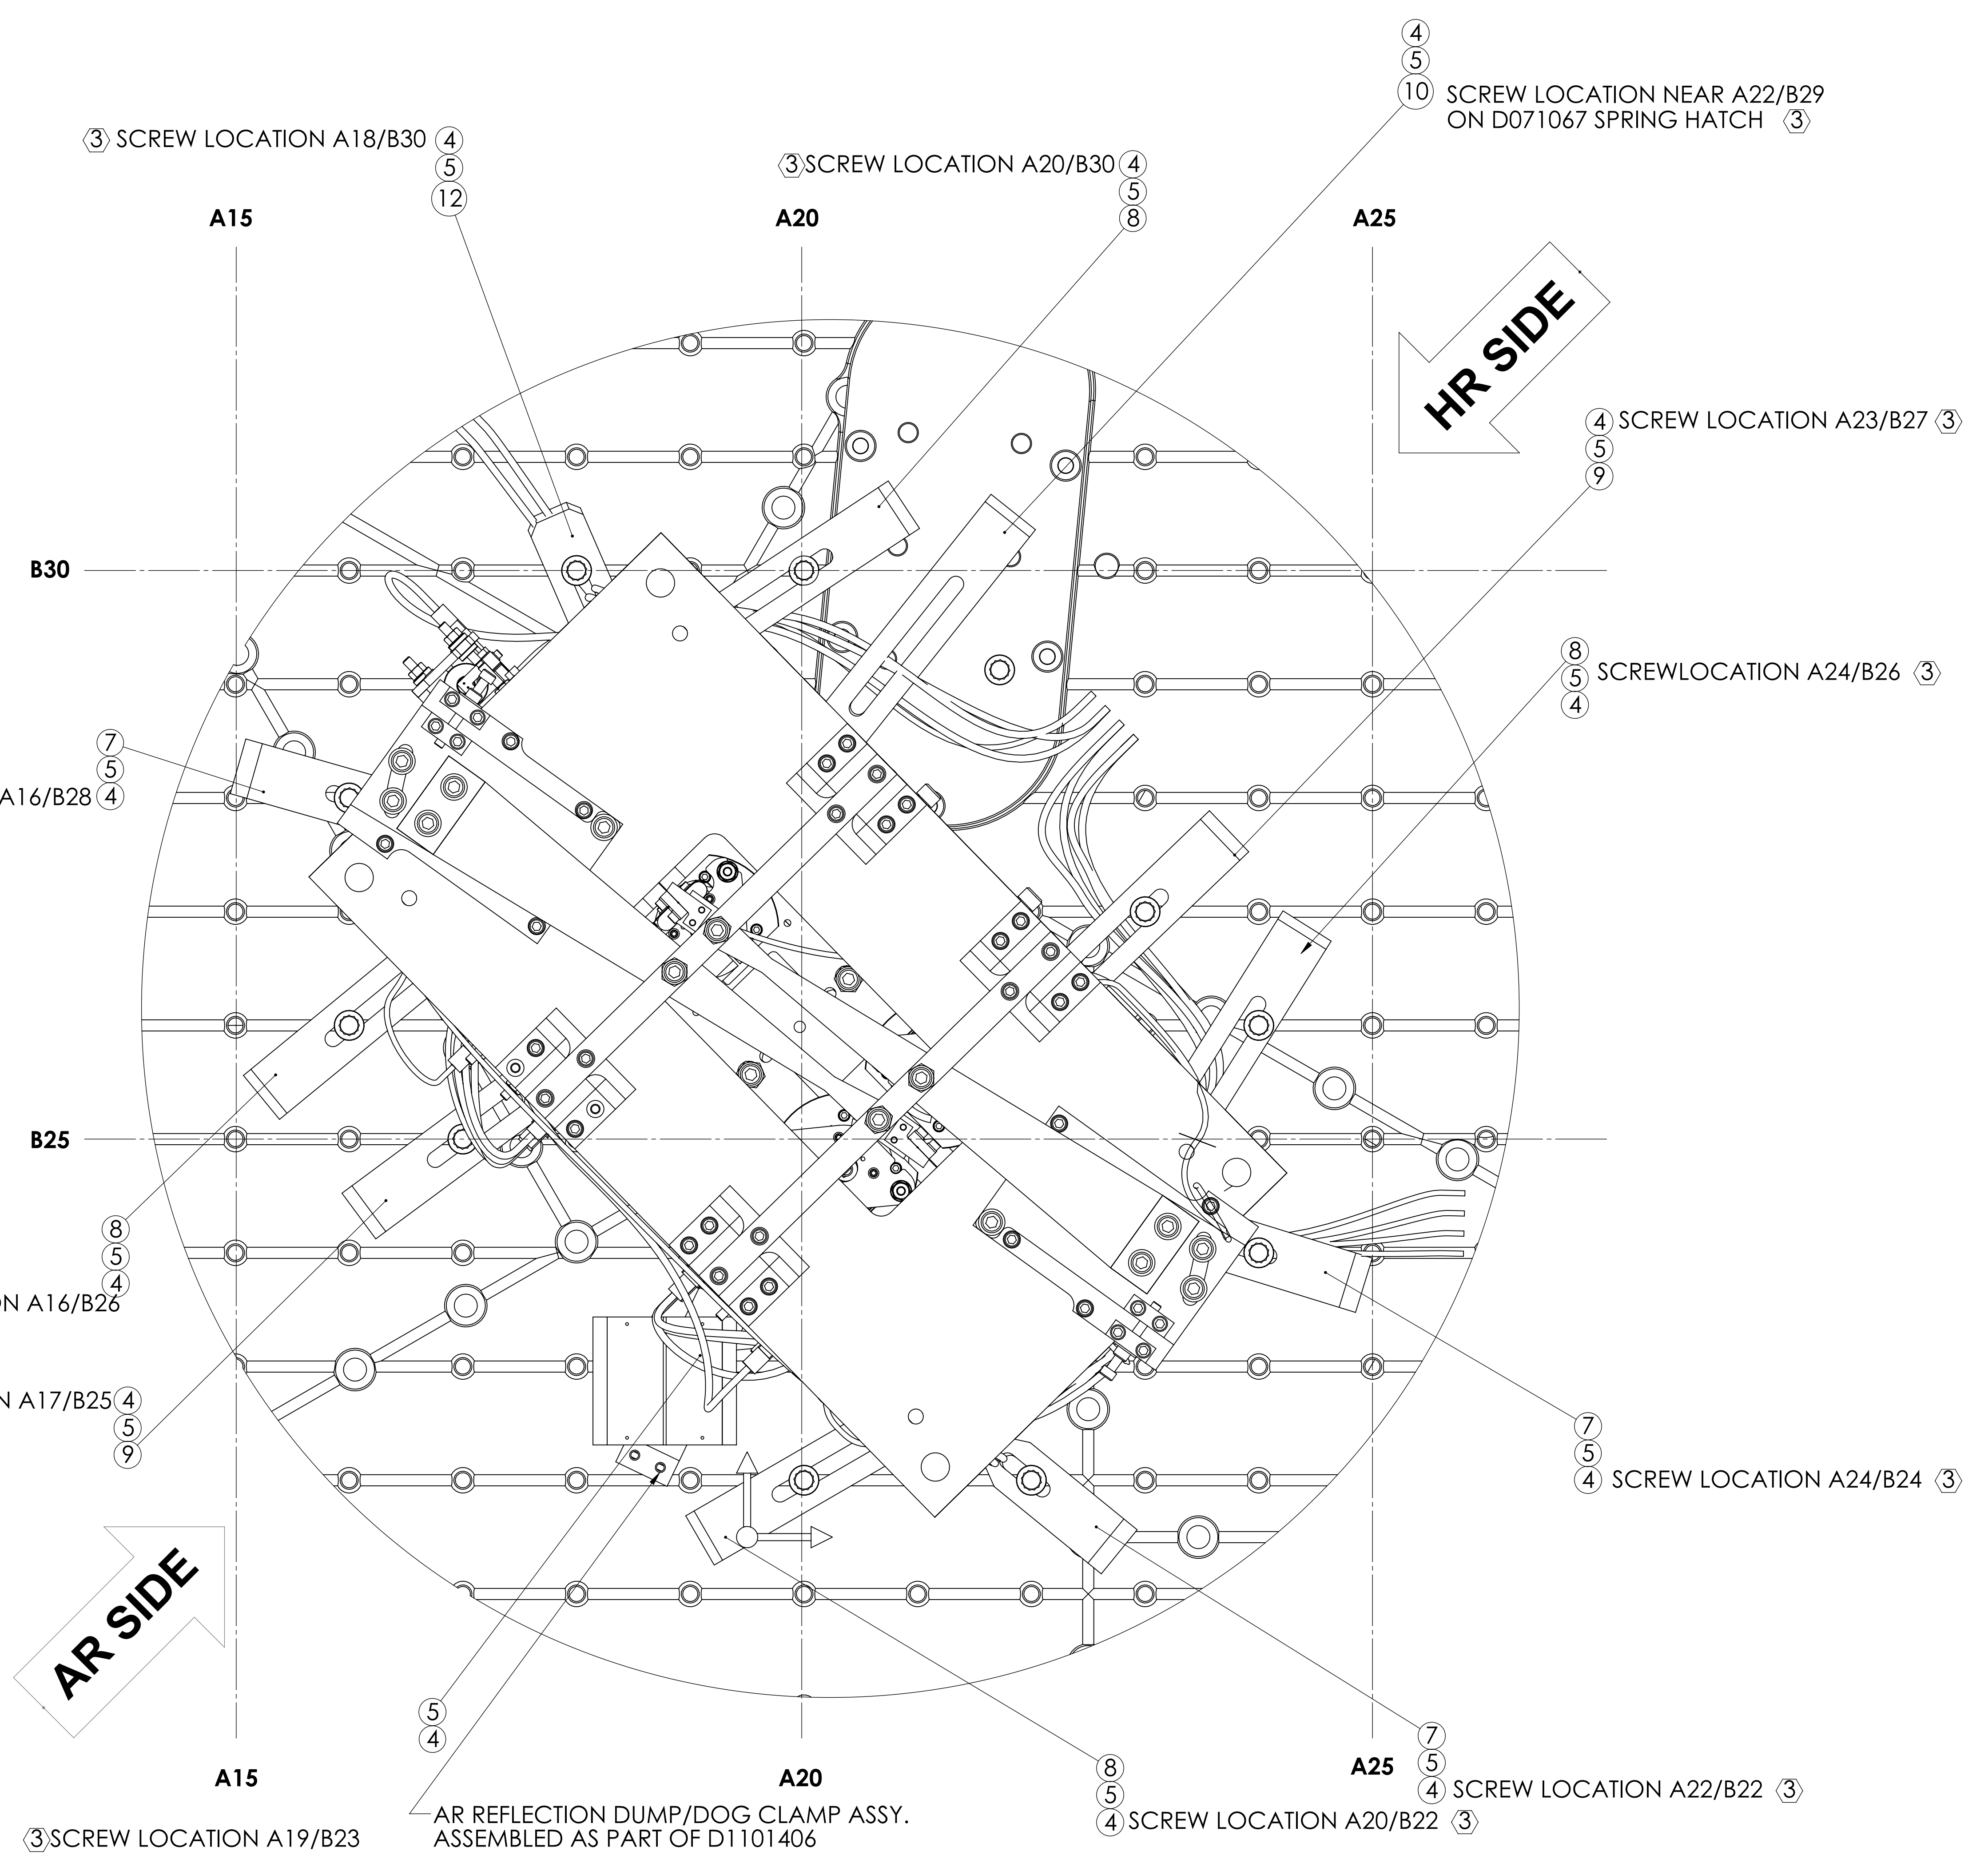 4
5
10 SCREW LOCATION NEAR A22/B29
ON D071067 SPRING HATCH 3
3 SCREW LOCATION A18/B30 4
5
12
3 SCREW LOCATION A20/B30 4
5
8
A15
A20
A25
HR SIDE
4 SCREW LOCATION A23/B27 3
5
9
B30
8
5 SCREWLOCATION A24/B26 3
4
7
5
A16/B28 4
B25
8
5
4
N A16/B26
N A17/B25 4
5
9
7
5
4 SCREW LOCATION A24/B24 3
AR SIDE
5
4
7
5
4 SCREW LOCATION A22/B22 3
8
5
4 SCREW LOCATION A20/B22 3
A15
A20
A25
AR REFLECTION DUMP/DOG CLAMP ASSY.
ASSEMBLED AS PART OF D1101406
3 SCREW LOCATION A19/B23